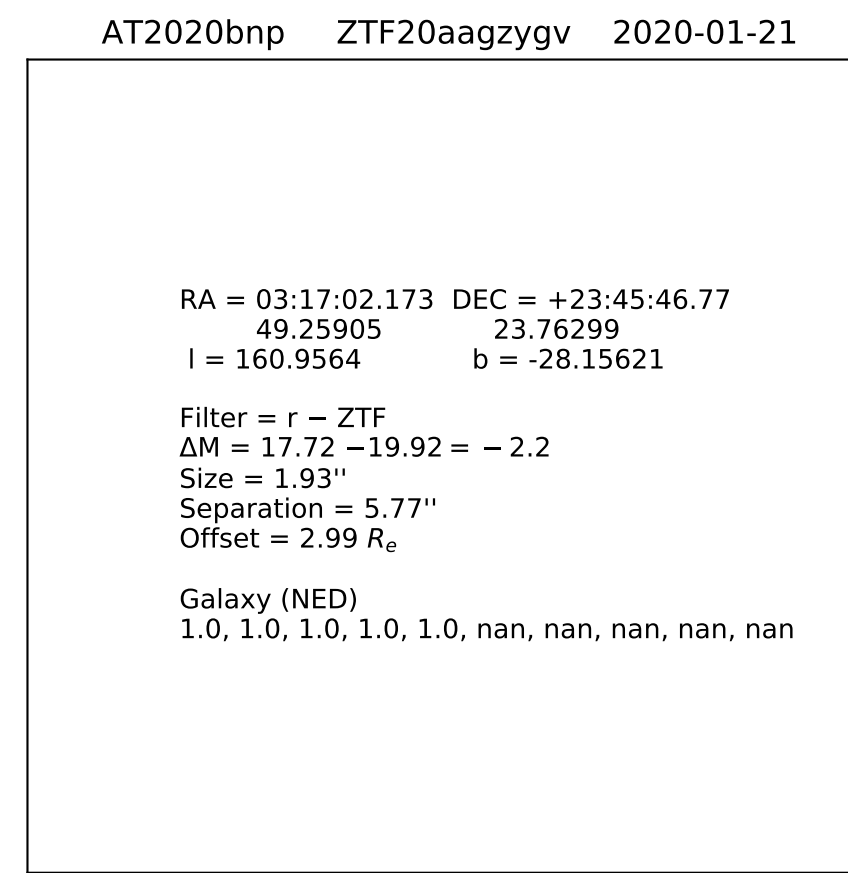 AT2020bnp ZTF20aagzygv 2020-01-21
RA = 03:17:02.173 DEC = +23:45:46.77
49.25905 23.76299
l = 160.9564 b = -28.15621
Filter = r − ZTF
ΔM = 17.72 −19.92 = − 2.2
Size = 1.93''
Separation = 5.77''
Offset = 2.99 Rₑ
Galaxy (NED)
1.0, 1.0, 1.0, 1.0, 1.0, nan, nan, nan, nan, nan